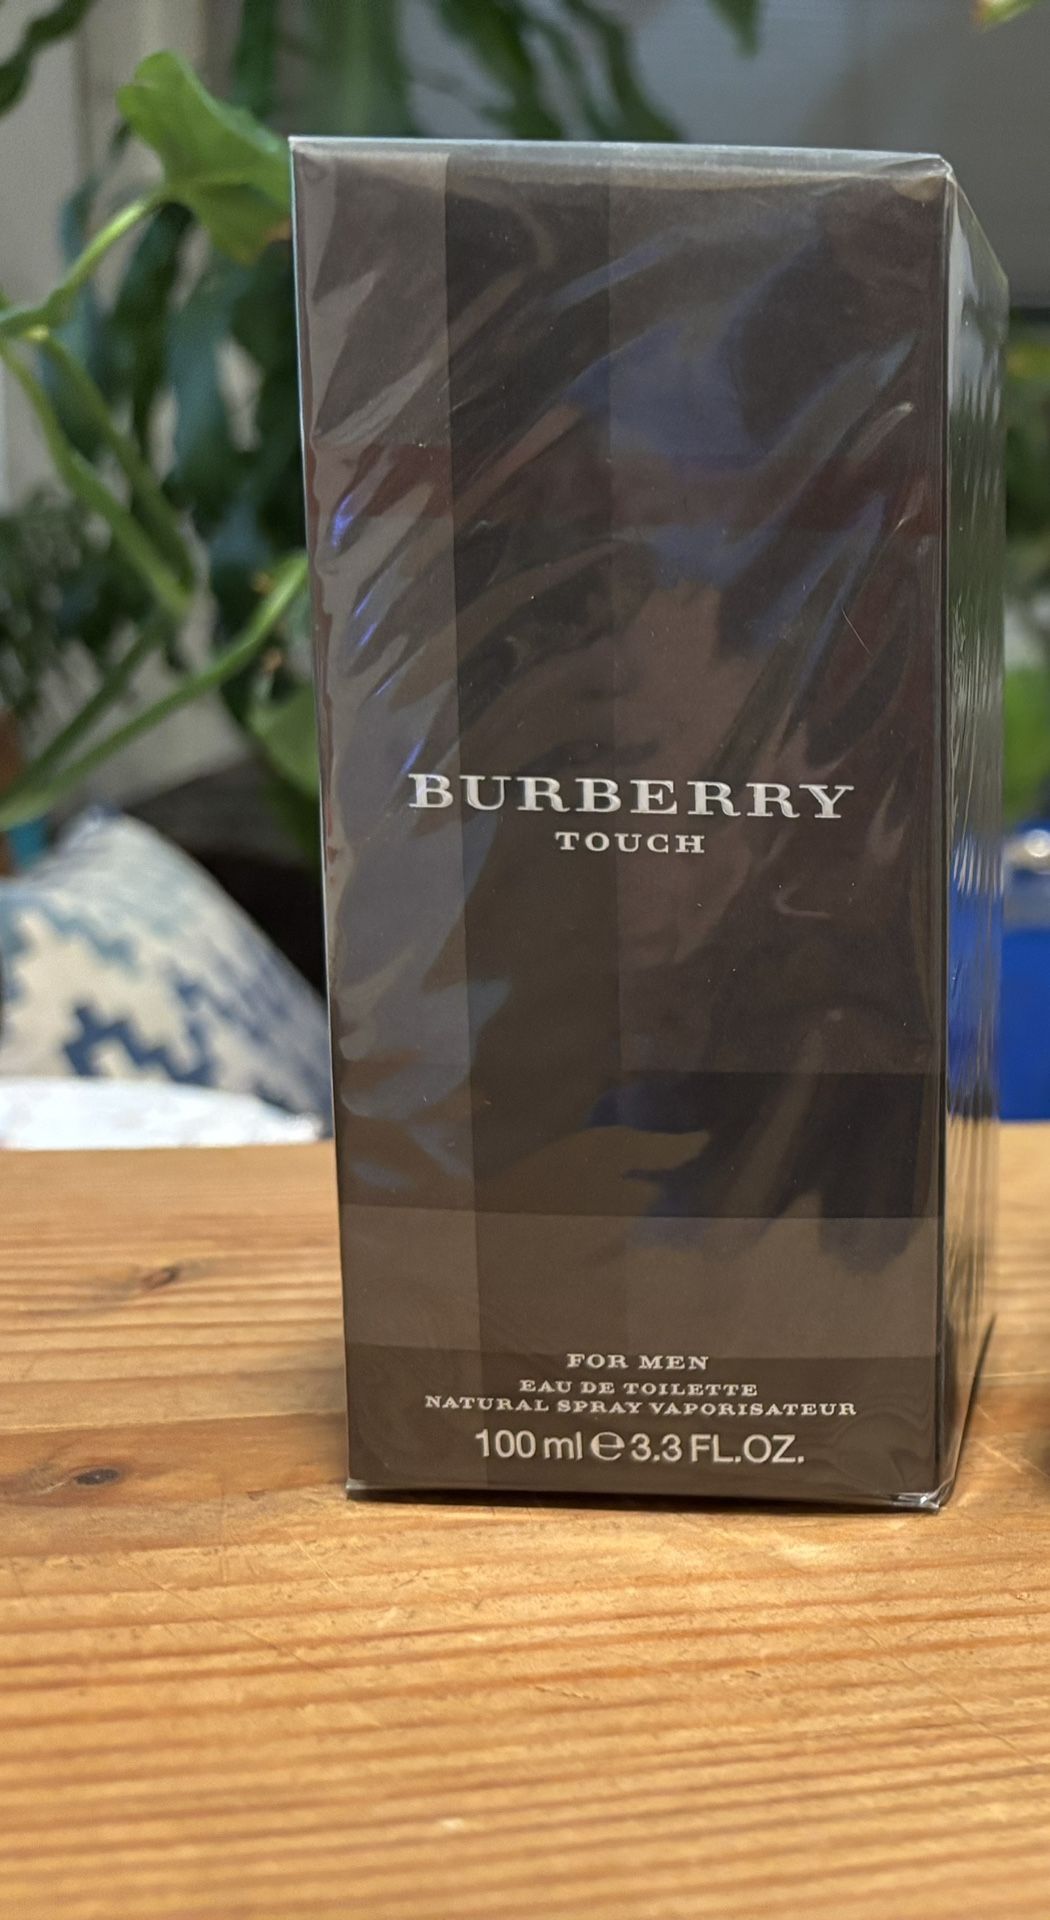 BURBERRY
TOUCH
FOR MEN
EAU DE TOILETTE
NATURAL SPRAY VAPORISATEUR
100 ml ℮ 3.3 FL.OZ.